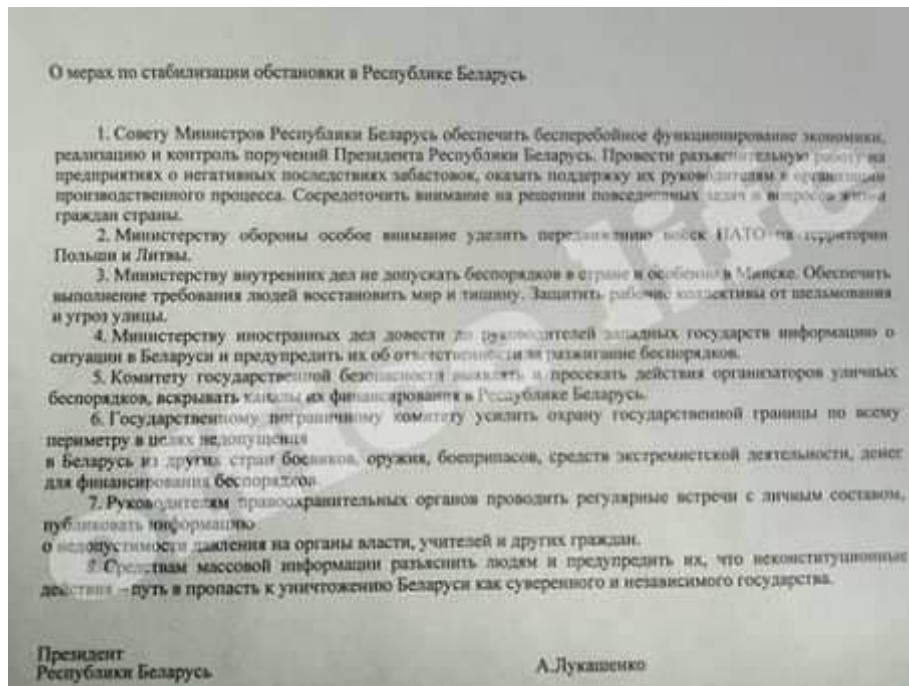 О мерах по стабилизации обстановки в Республике Беларусь
1. Совету Министров Республики Беларусь обеспечить бесперебойное функционирование экономики,
реализацию и контроль поручений Президента Республики Беларусь. Провести разъяснительную работу на
предприятиях о негативных последствиях забастовок, оказать поддержку их руководителям в организации
производственного процесса. Сосредоточить внимание на решении повседневных задач и вопросов жизни
граждан страны.
2. Министерству обороны особое внимание уделить передвижению войск НАТО на территории
Польши и Литвы.
3. Министерству внутренних дел не допускать беспорядков в стране и особенно в Минске. Обеспечить
выполнение требования людей восстановить мир и тишину. Защитить рабочие коллективы от шельмования
и угроз улицы.
4. Министерству иностранных дел довести до руководителей западных государств информацию о
ситуации в Беларуси и предупредить их об ответственности за разжигание беспорядков.
5. Комитету государственной безопасности выявлять и пресекать действия организаторов уличных
беспорядков, вскрывать каналы их финансирования в Республике Беларусь.
6. Государственному пограничному комитету усилить охрану государственной границы по всему
периметру в целях недопущения
в Беларусь из других стран боевиков, оружия, боеприпасов, средств экстремистской деятельности, денег
для финансирования беспорядков.
7. Руководителям правоохранительных органов проводить регулярные встречи с личным составом,
публиковать информацию
о недопустимости давления на органы власти, учителей и других граждан.
8. Средствам массовой информации разъяснить людям и предупредить их, что неконституционные
действия – путь в пропасть к уничтожению Беларуси как суверенного и независимого государства.
Президент
Республики Беларусь А.Лукашенко